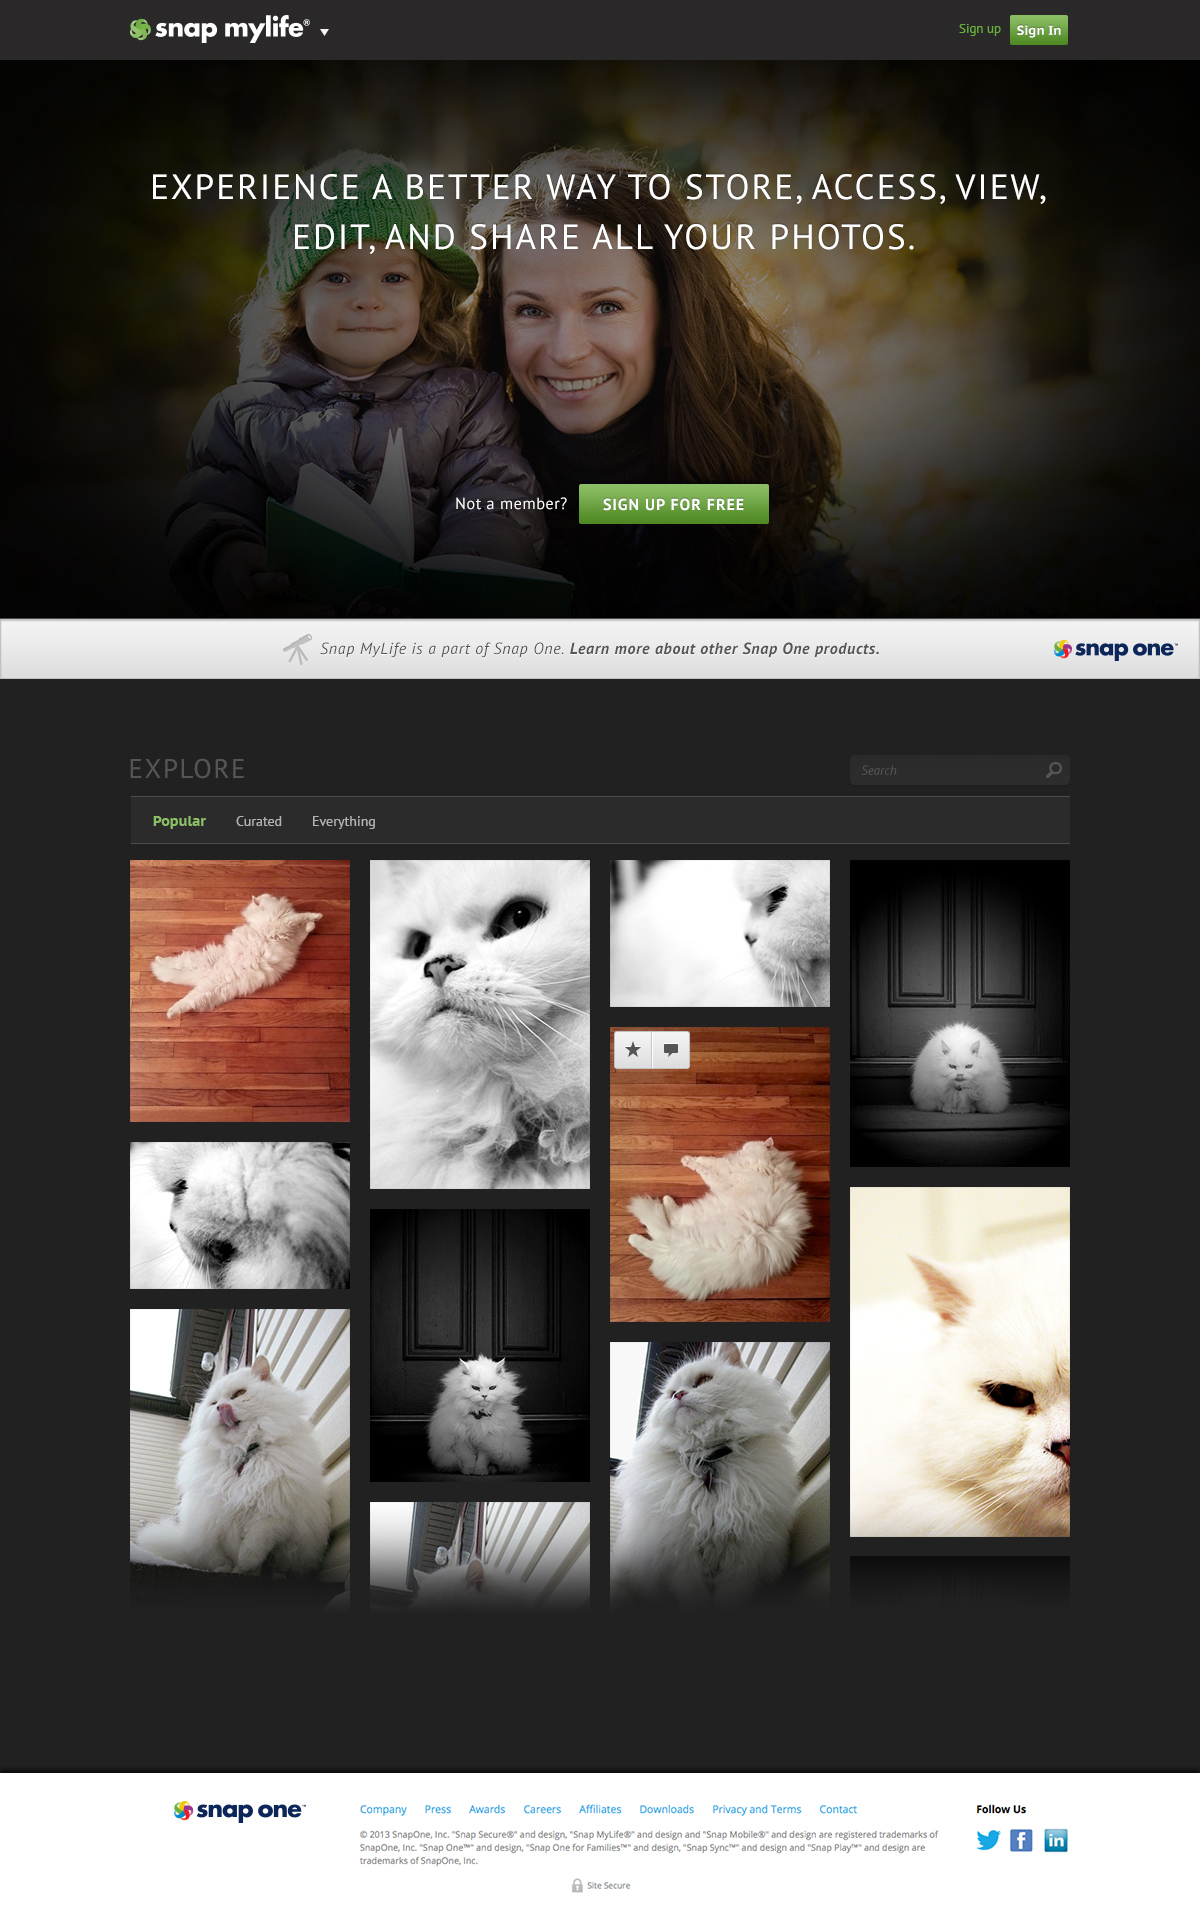 snap mylife®
Sign up
Sign In
EXPERIENCE A BETTER WAY TO STORE, ACCESS, VIEW,
EDIT, AND SHARE ALL YOUR PHOTOS.
Not a member?
SIGN UP FOR FREE
Snap MyLife is a part of Snap One. Learn more about other Snap One products.
snap one™
EXPLORE
Search
Popular
Curated
Everything
snap one™
Company
Press
Awards
Careers
Affiliates
Downloads
Privacy and Terms
Contact
© 2013 SnapOne, Inc. "Snap Secure®" and design, "Snap MyLife®" and design and "Snap Mobile®" and design are registered trademarks of
SnapOne, Inc. "Snap One™" and design, "Snap One for Families™" and design, "Snap Sync™" and design and "Snap Play™" and design are
trademarks of SnapOne, Inc.
Site Secure
Follow Us
f
in